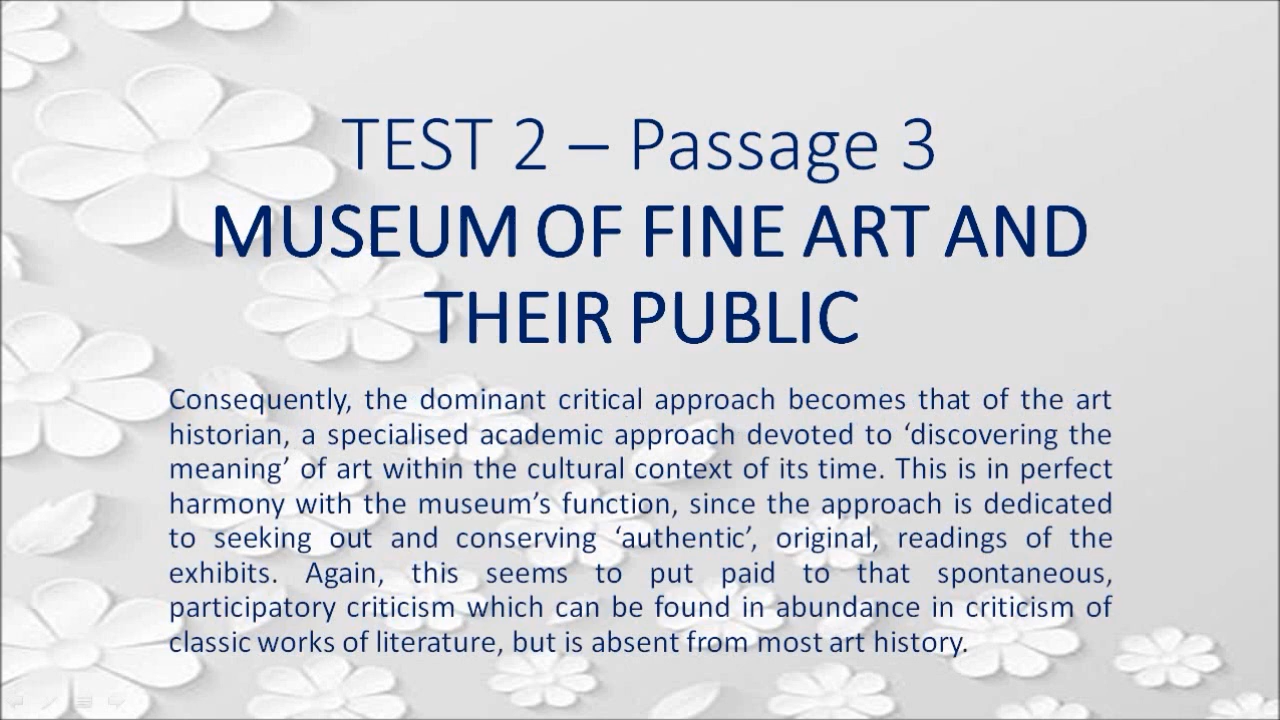 TEST 2 – Passage 3
MUSEUM OF FINE ART AND
THEIR PUBLIC
Consequently, the dominant critical approach becomes that of the art
historian, a specialised academic approach devoted to ‘discovering the
meaning’ of art within the cultural context of its time. This is in perfect
harmony with the museum’s function, since the approach is dedicated
to seeking out and conserving ‘authentic’, original, readings of the
exhibits. Again, this seems to put paid to that spontaneous,
participatory criticism which can be found in abundance in criticism of
classic works of literature, but is absent from most art history.